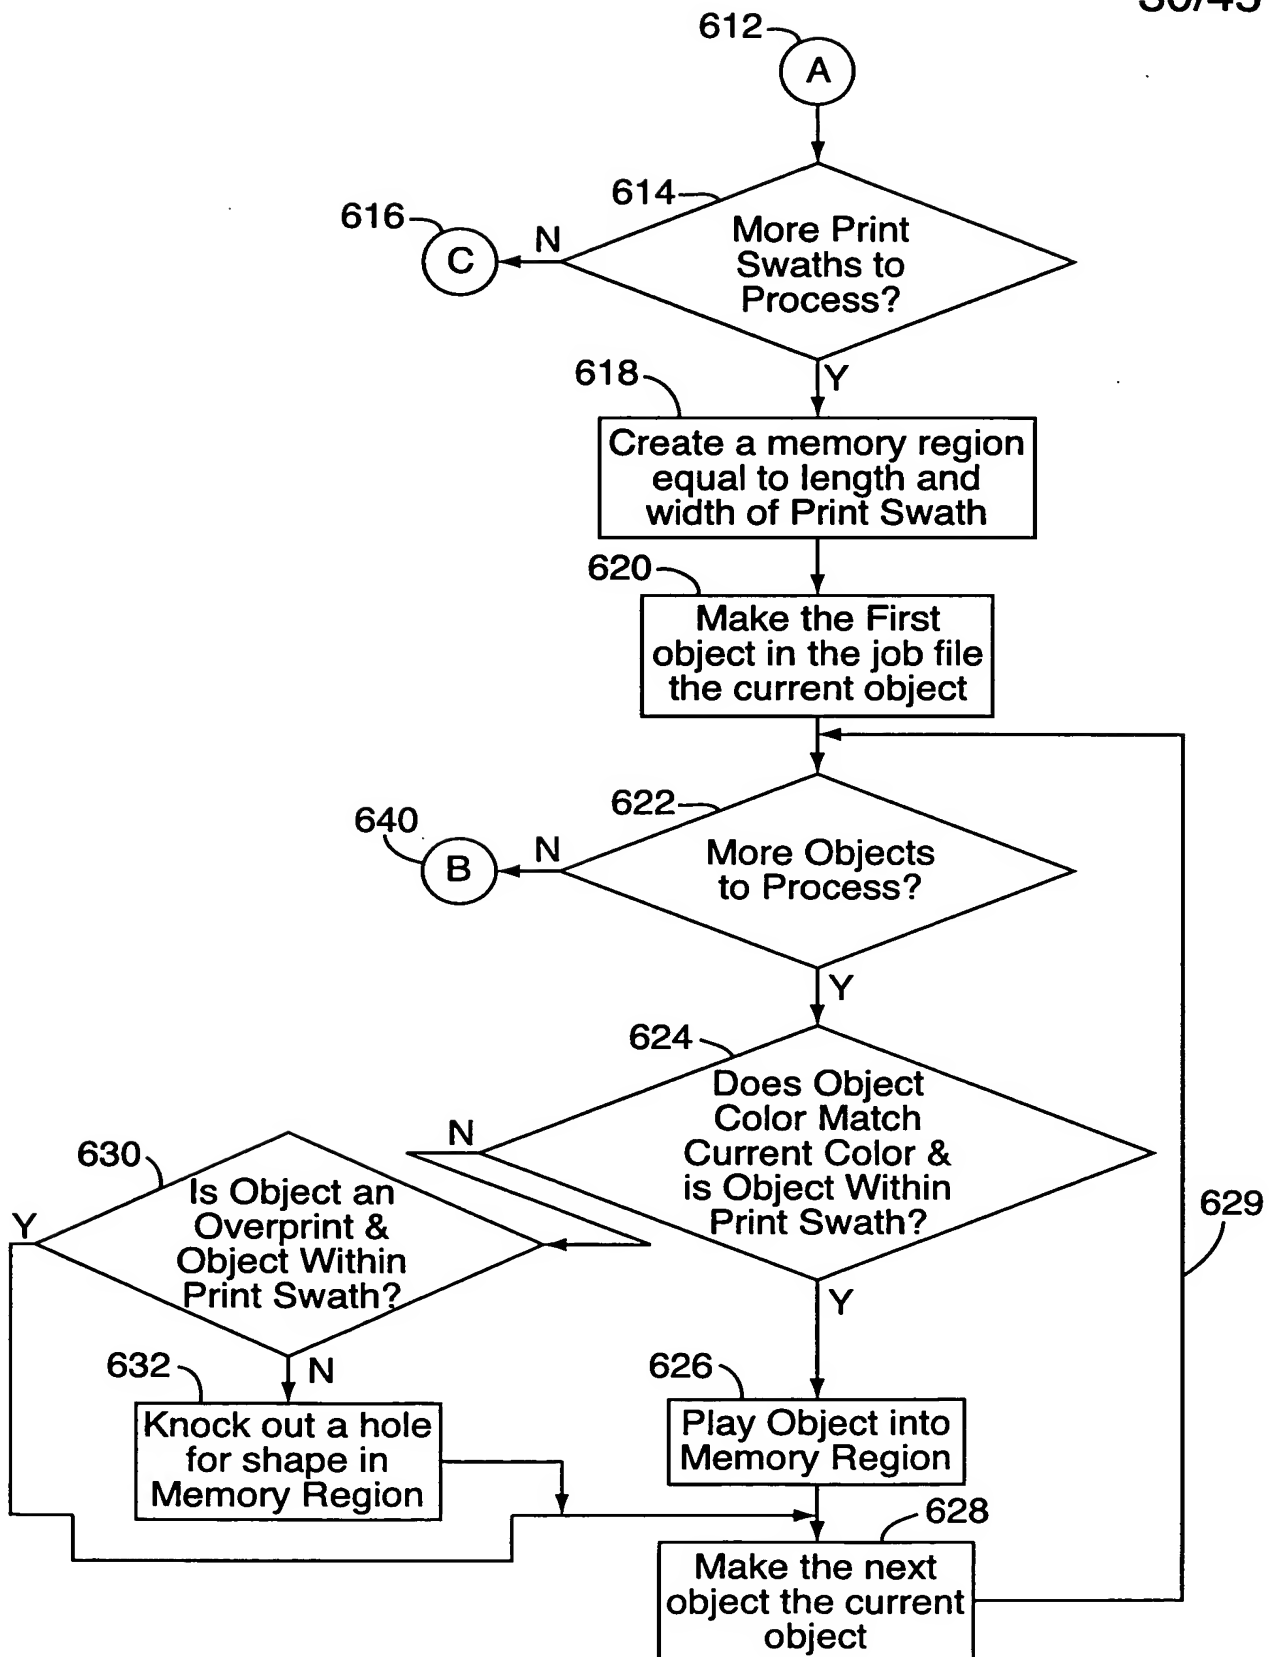 612
A
614
More Print
Swaths to
Process?
616
C
N
Y
618
Create a memory region
equal to length and
width of Print Swath
620
Make the First
object in the job file
the current object
622
More Objects
to Process?
640
B
N
Y
624
Does Object
Color Match
Current Color &
is Object Within
Print Swath?
N
630
Is Object an
Overprint &
Object Within
Print Swath?
Y
629
Y
N
632
Knock out a hole
for shape in
Memory Region
626
Play Object into
Memory Region
628
Make the next
object the current
object